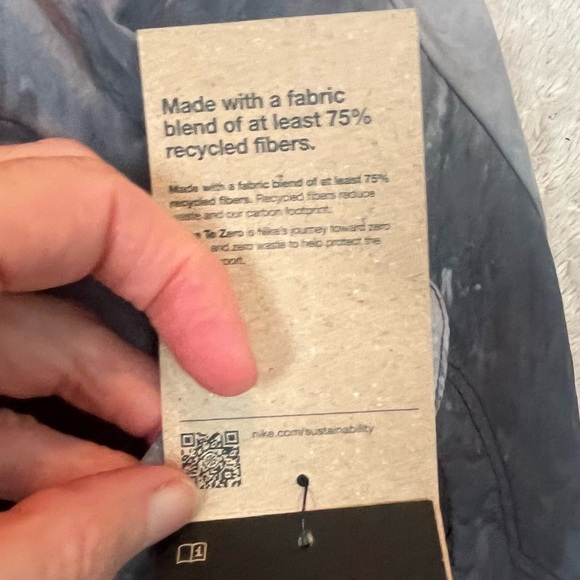 Made with a fabric
blend of at least 75%
recycled fibers.
Made with a fabric blend of at least 75%
recycled fibers. Recycled fibers reduce
waste and our carbon footprint.
To Zero is Nike's journey toward zero
and zero waste to help protect the
nike.com/sustainability